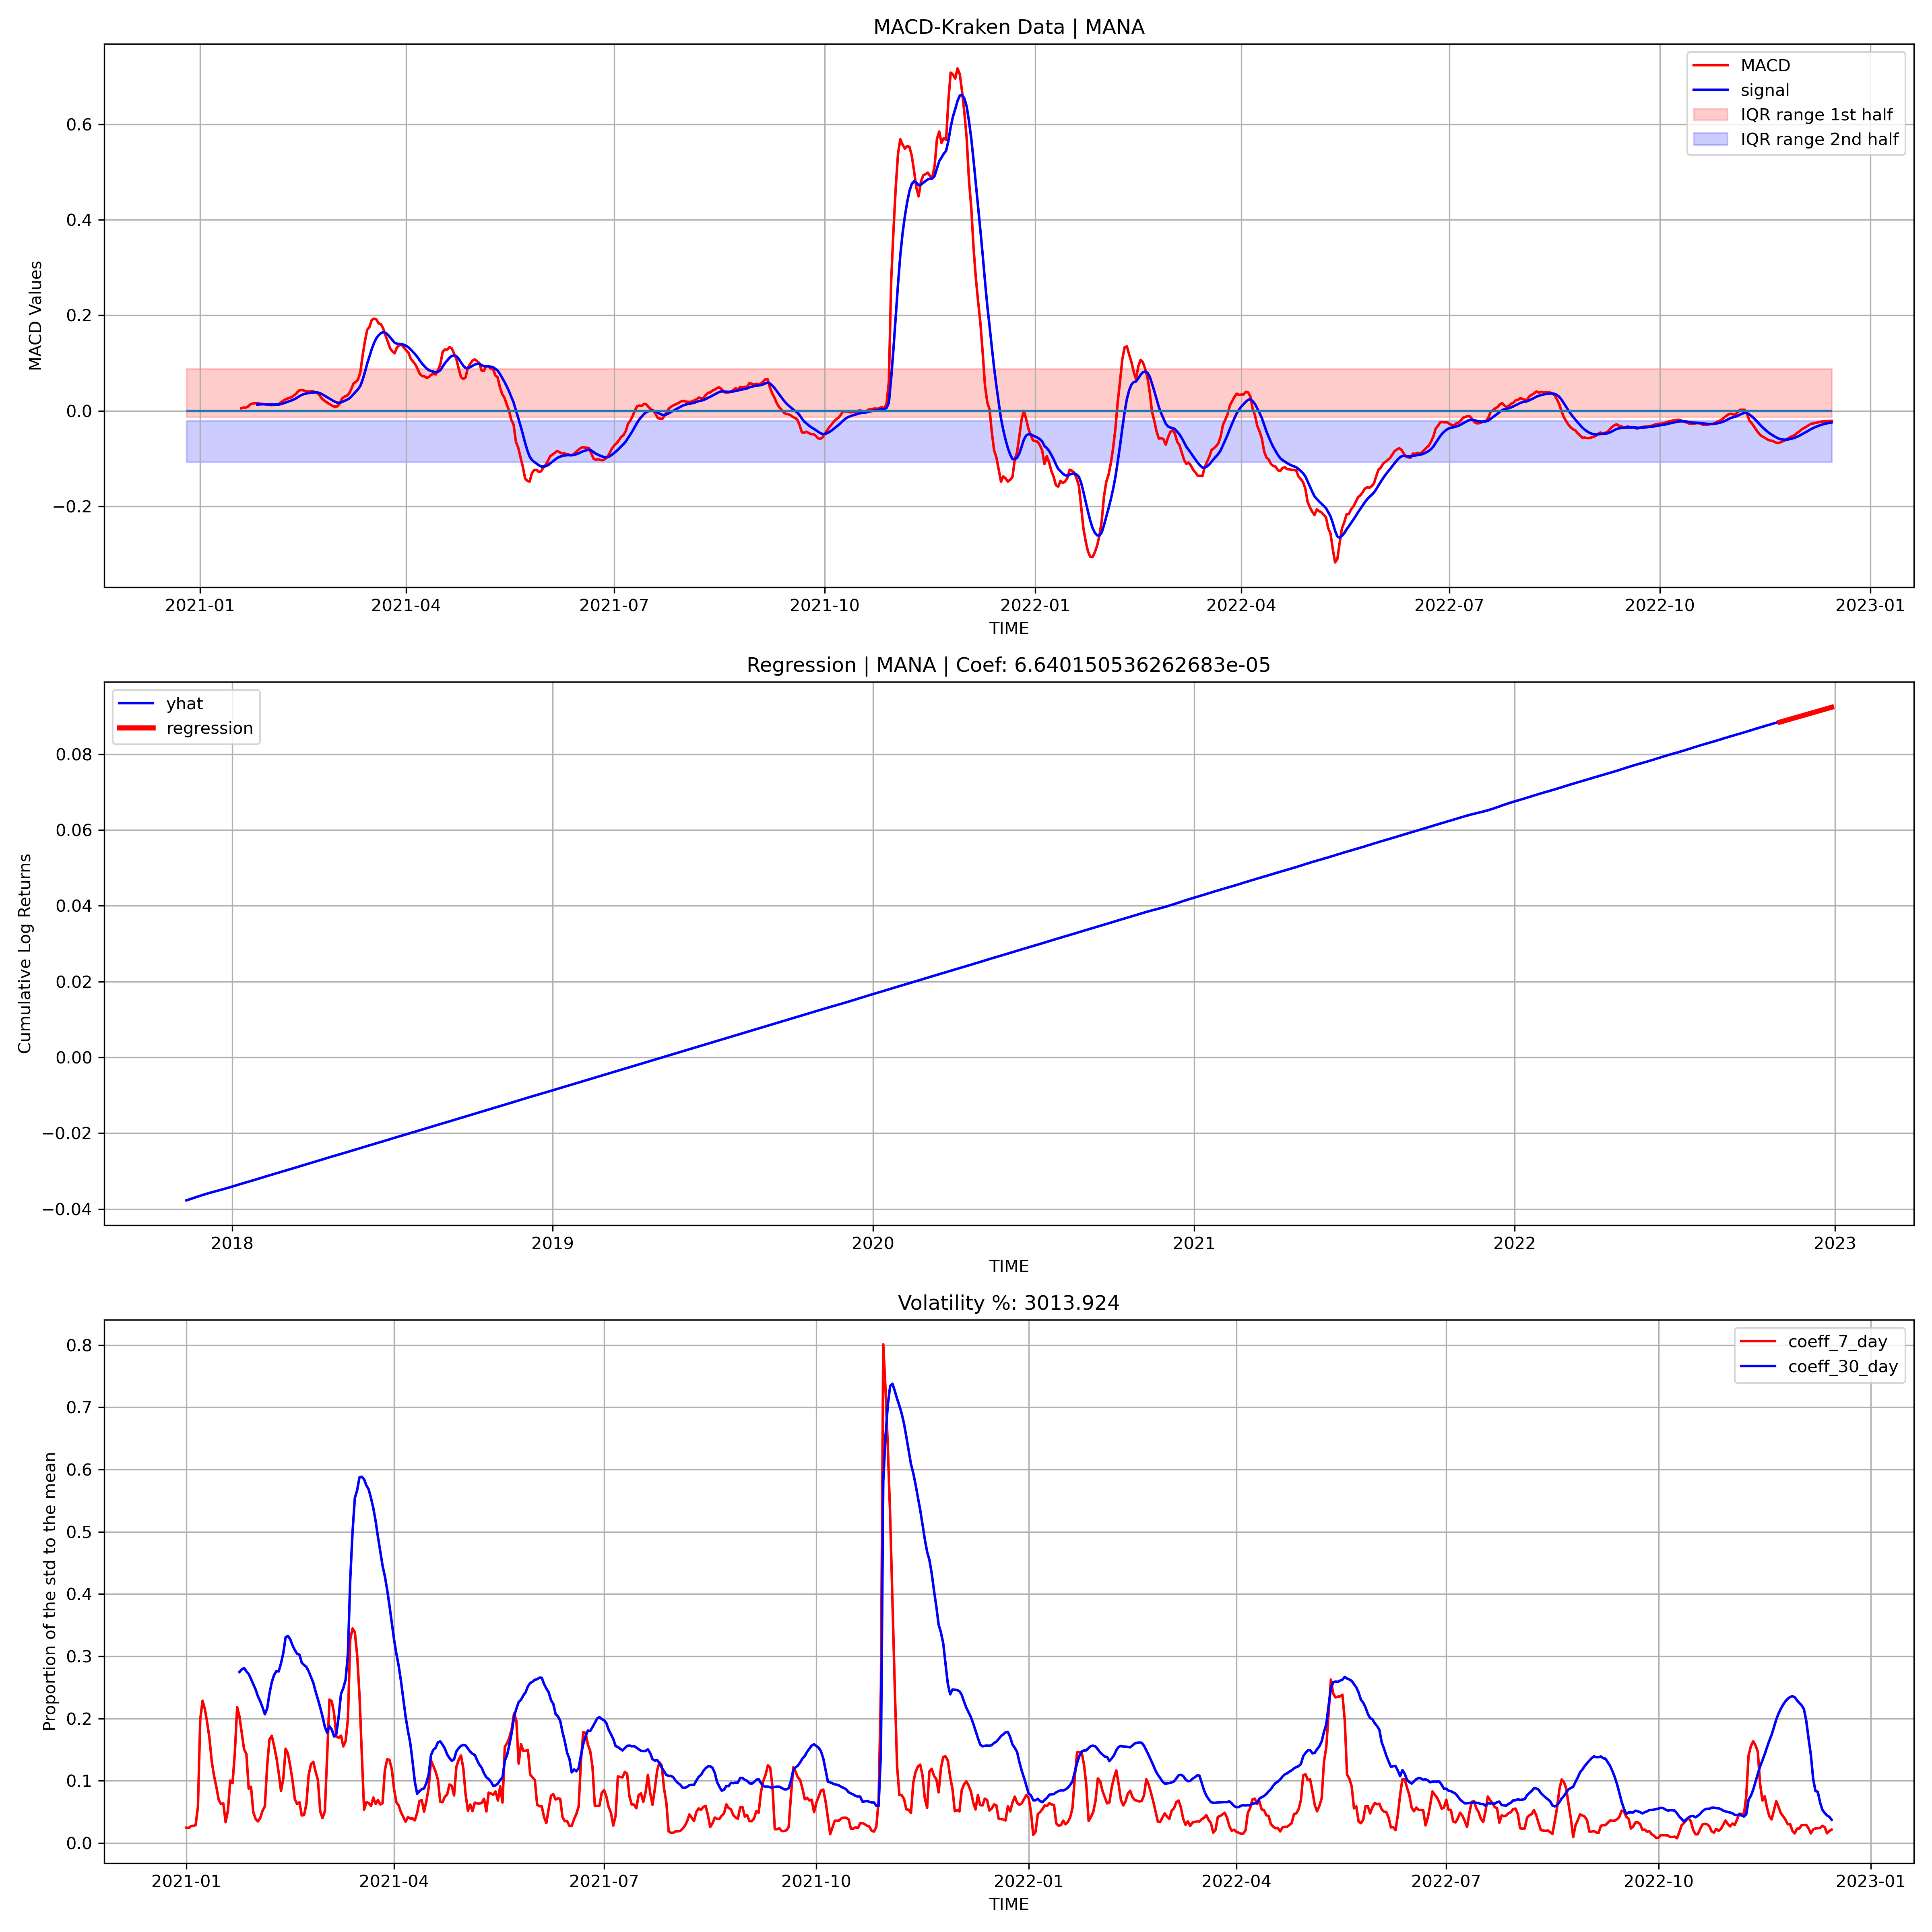 MACD-Kraken Data | MANA
MACD Values
0.6
0.4
0.2
0.0
−0.2
MACD
signal
IQR range 1st half
IQR range 2nd half
2021-01 2021-04 2021-07 2021-10 2022-01 2022-04 2022-07 2022-10 2023-01
TIME
Regression | MANA | Coef: 6.640150536262683e-05
Cumulative Log Returns
yhat
regression
0.08
0.06
0.04
0.02
0.00
−0.02
−0.04
2018 2019 2020 2021 2022 2023
TIME
Volatility %: 3013.924
Proportion of the std to the mean
0.8
0.7
0.6
0.5
0.4
0.3
0.2
0.1
0.0
coeff_7_day
coeff_30_day
2021-01 2021-04 2021-07 2021-10 2022-01 2022-04 2022-07 2022-10 2023-01
TIME